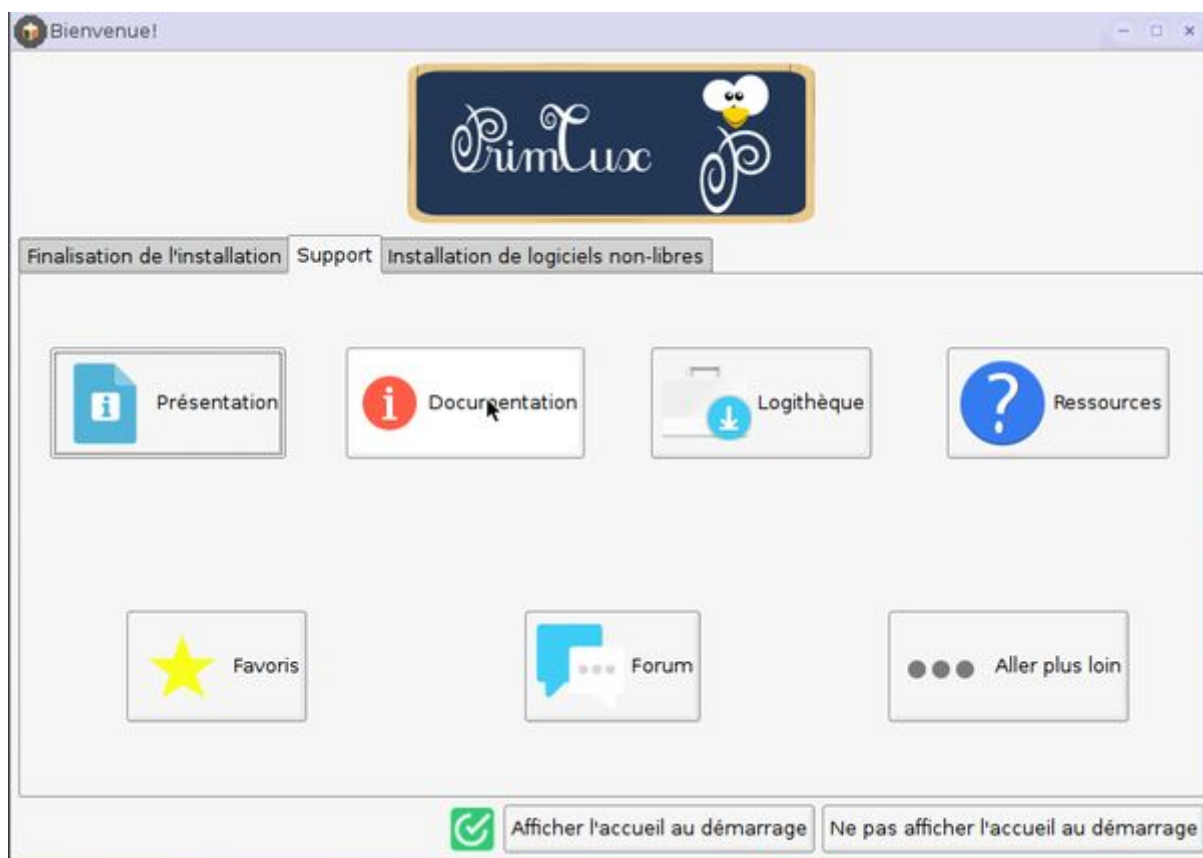 Bienvenue!
PrimTux
Finalisation de l'installation Support Installation de logiciels non-libres
Présentation Documentation Logithèque Ressources
Favoris Forum Aller plus loin
Afficher l'accueil au démarrage Ne pas afficher l'accueil au démarrage